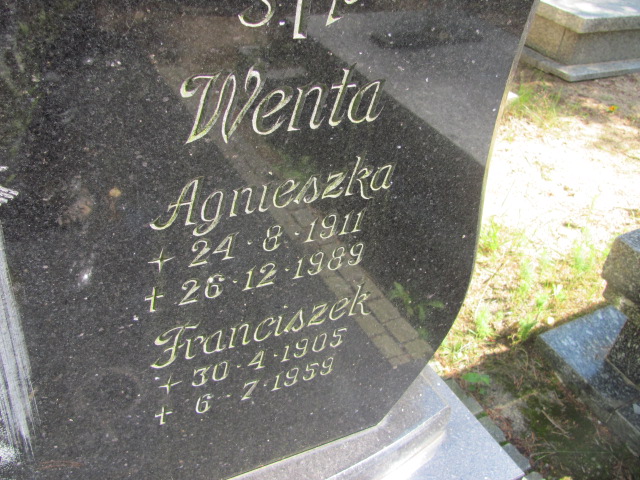 Ś.P.
Wenta
Agnieszka
+ 24·8·1911
+ 26·12·1989
Franciszek
+ 30·4·1905
+ 6·7·1959